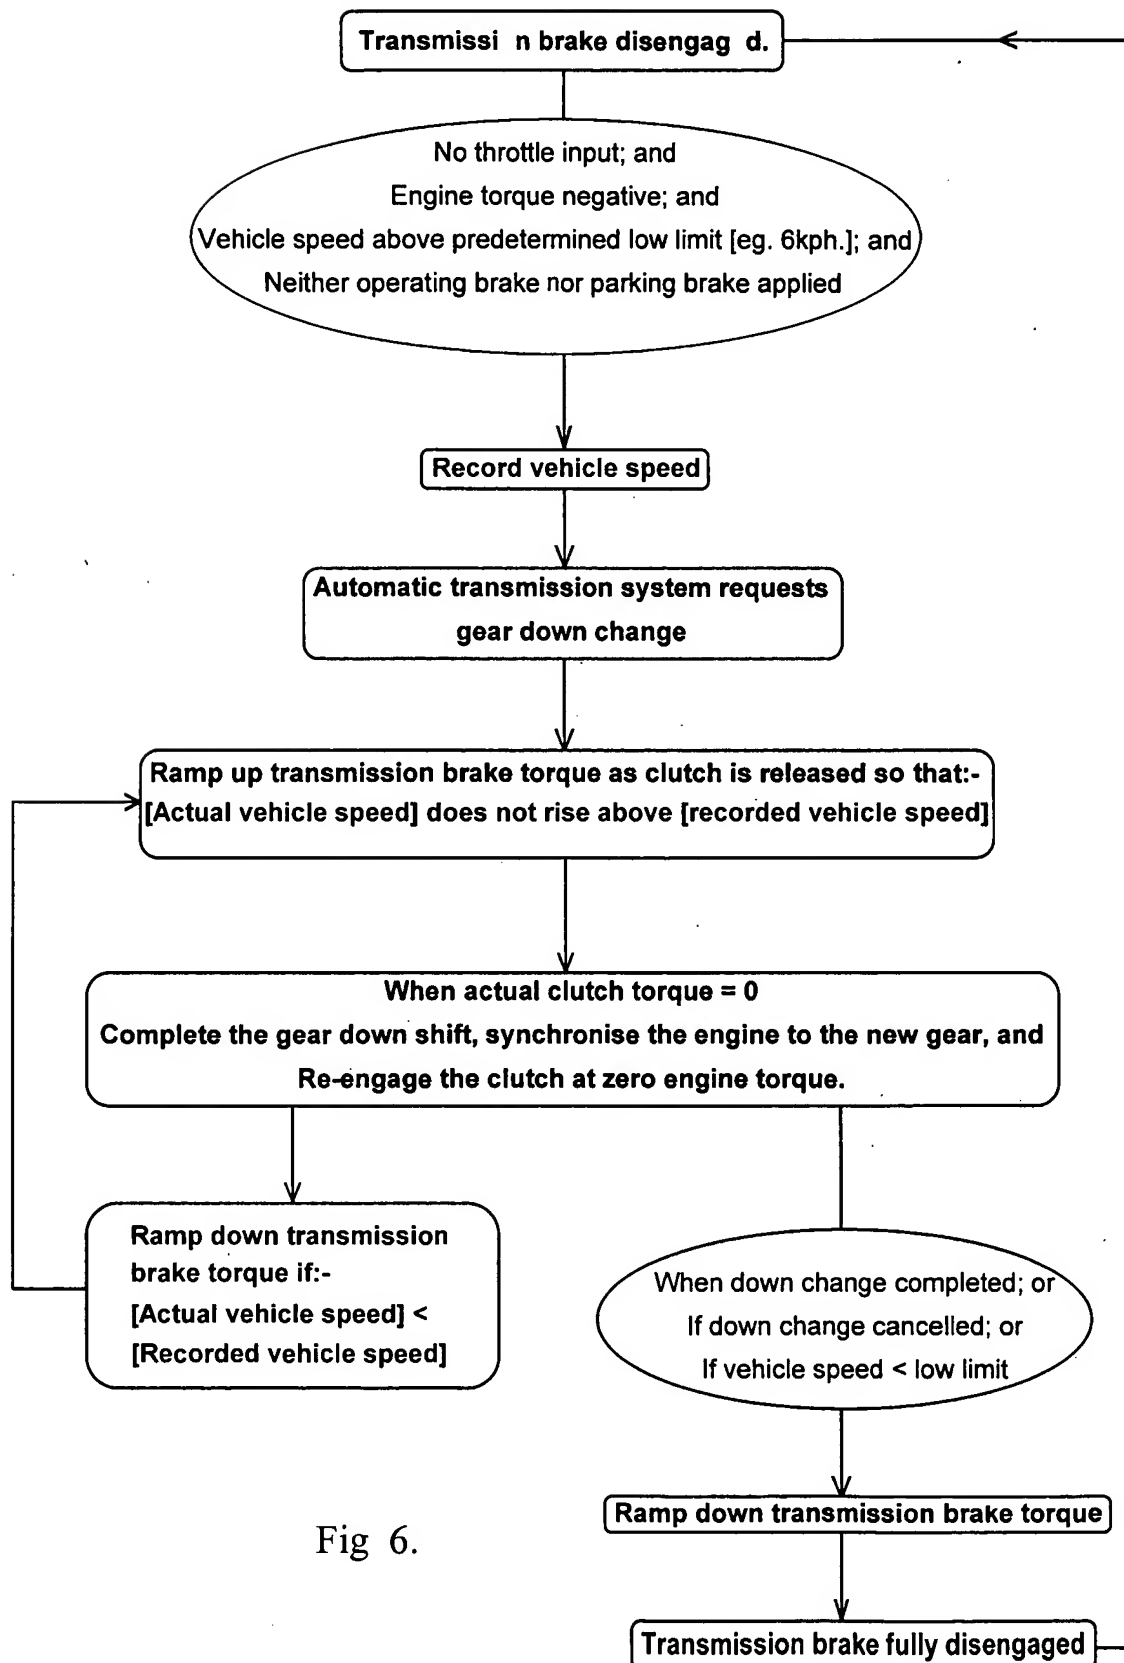 Transmissi n brake disengag d.
No throttle input; and
Engine torque negative; and
Vehicle speed above predetermined low limit [eg. 6kph.]; and
Neither operating brake nor parking brake applied
Record vehicle speed
Automatic transmission system requests
gear down change
Ramp up transmission brake torque as clutch is released so that:-
[Actual vehicle speed] does not rise above [recorded vehicle speed]
When actual clutch torque = 0
Complete the gear down shift, synchronise the engine to the new gear, and
Re-engage the clutch at zero engine torque.
Ramp down transmission
brake torque if:-
[Actual vehicle speed] <
[Recorded vehicle speed]
When down change completed; or
If down change cancelled; or
If vehicle speed < low limit
Ramp down transmission brake torque
Transmission brake fully disengaged
Fig 6.